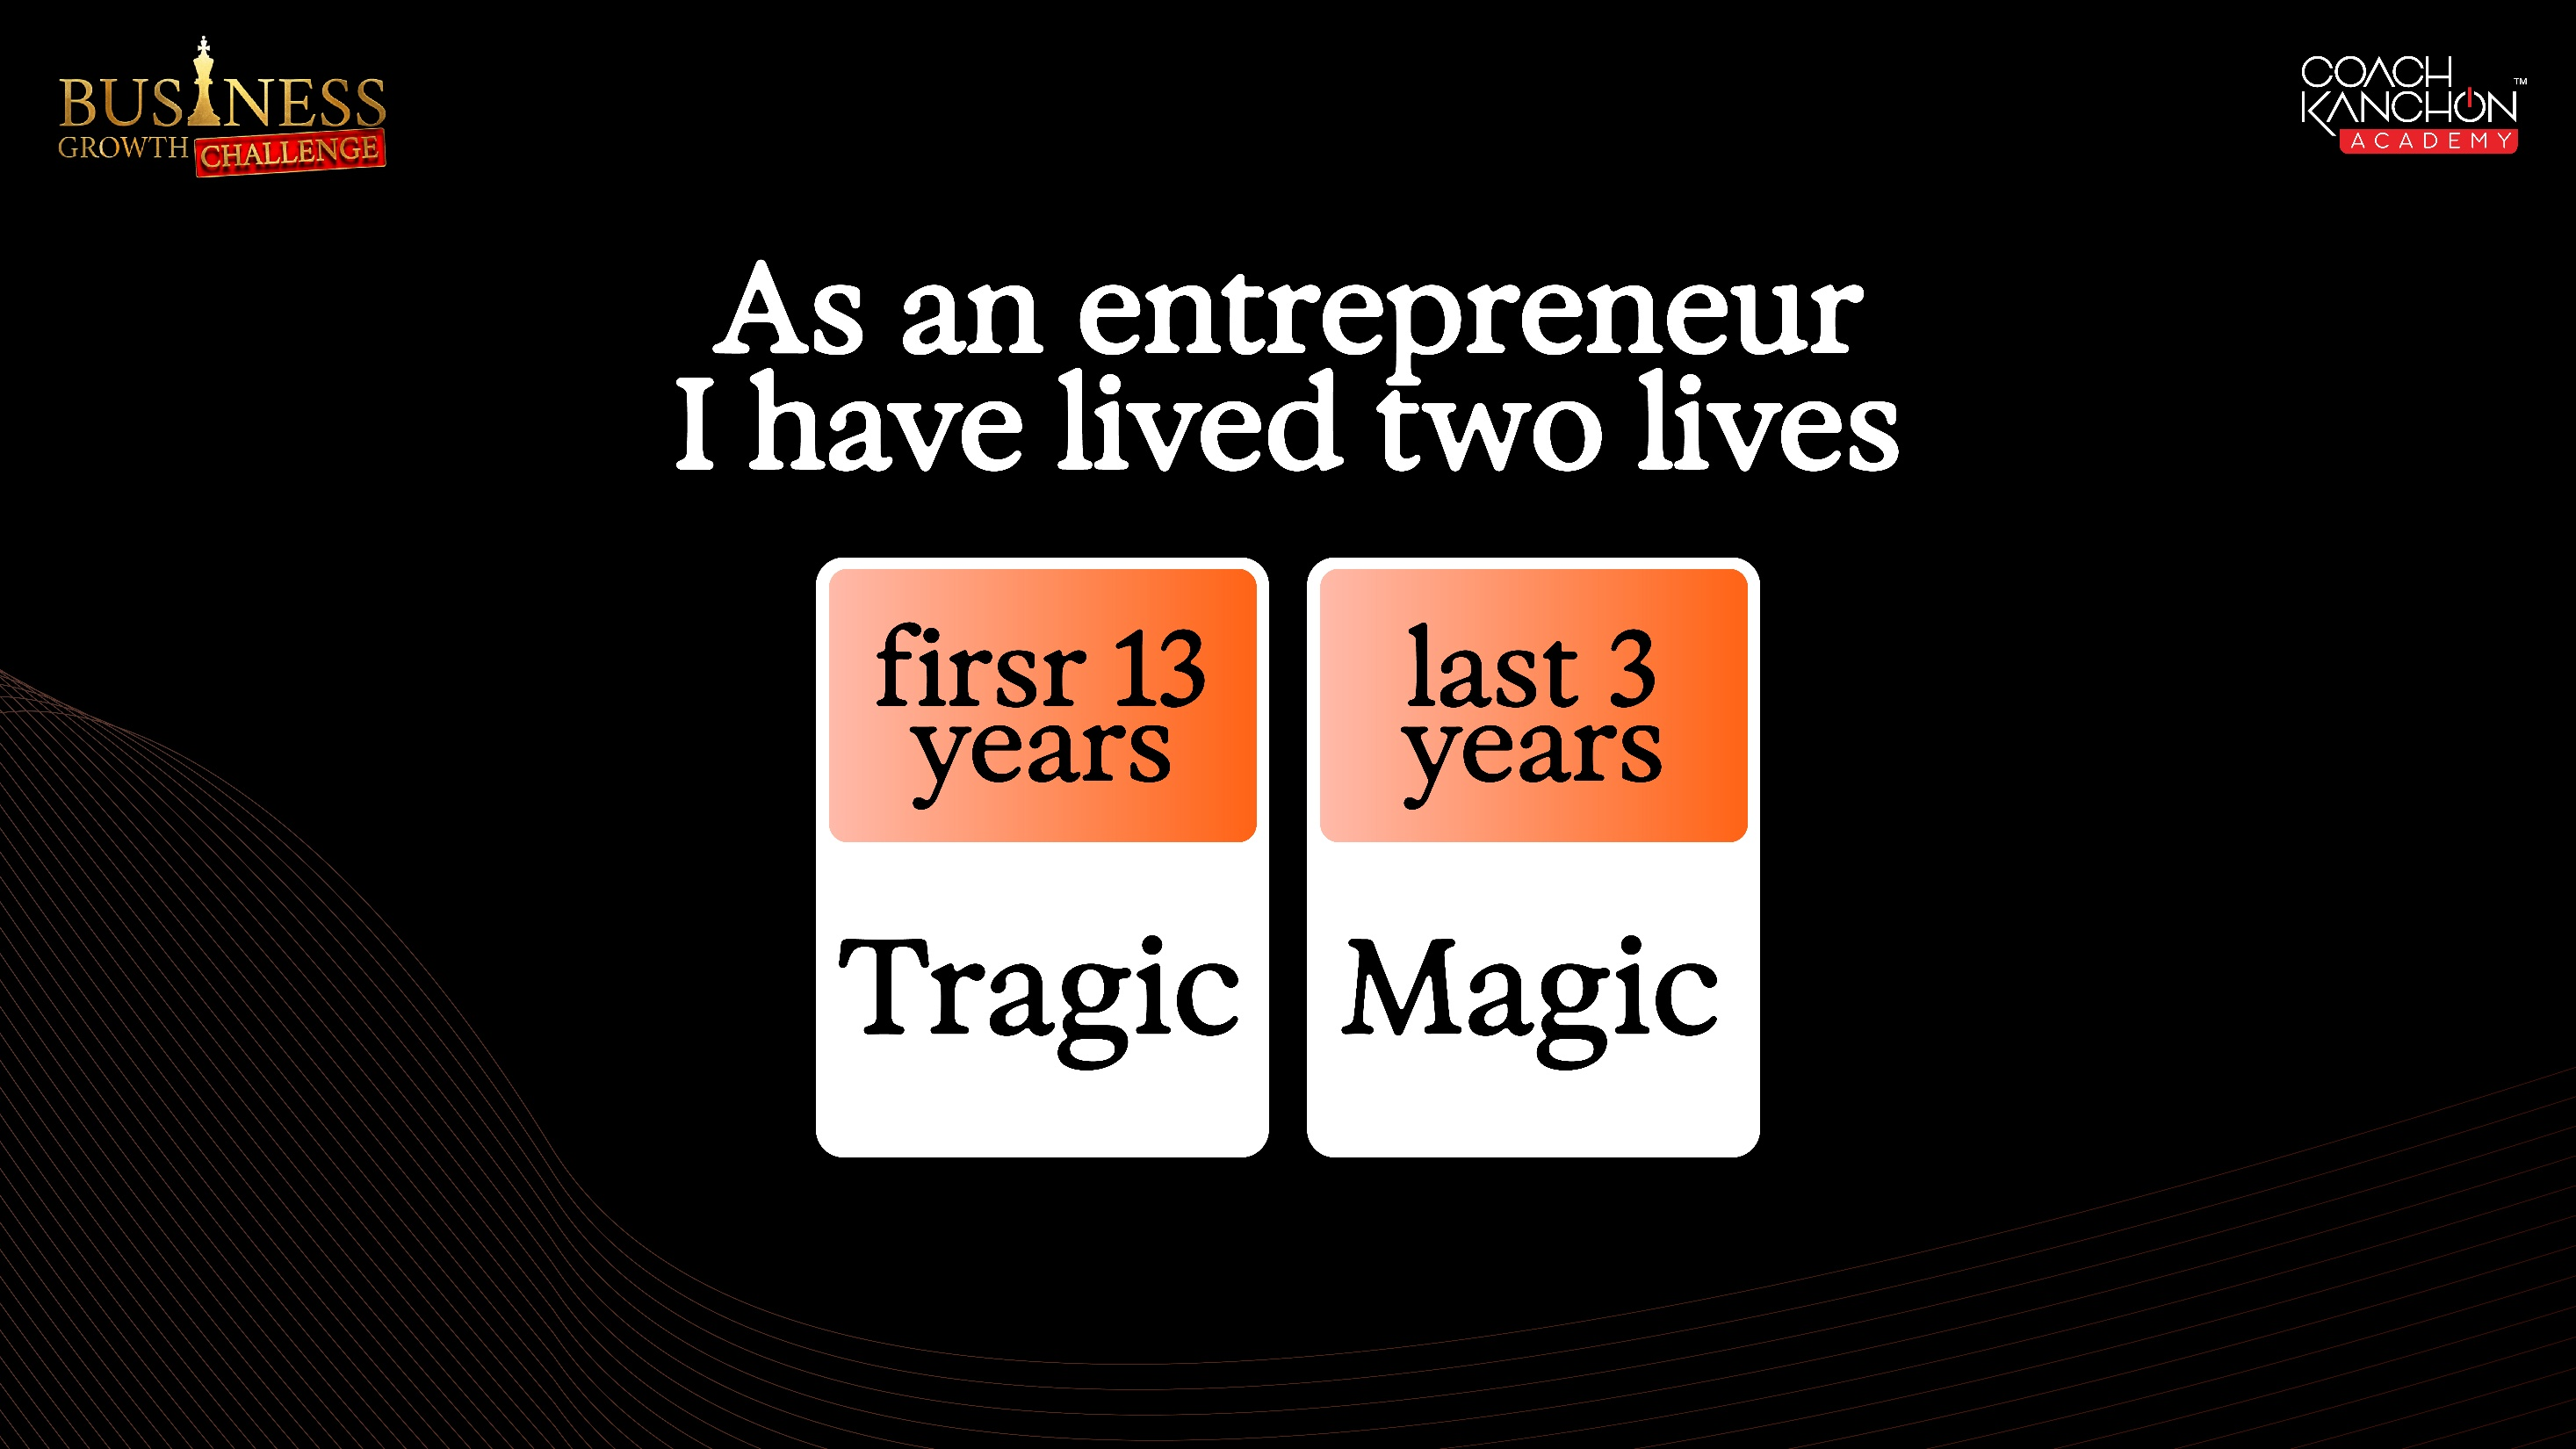 BUSINESS
GROWTH CHALLENGE
COACH
KANCHON™
ACADEMY
As an entrepreneur
I have lived two lives
firsr 13
years
Tragic
last 3
years
Magic